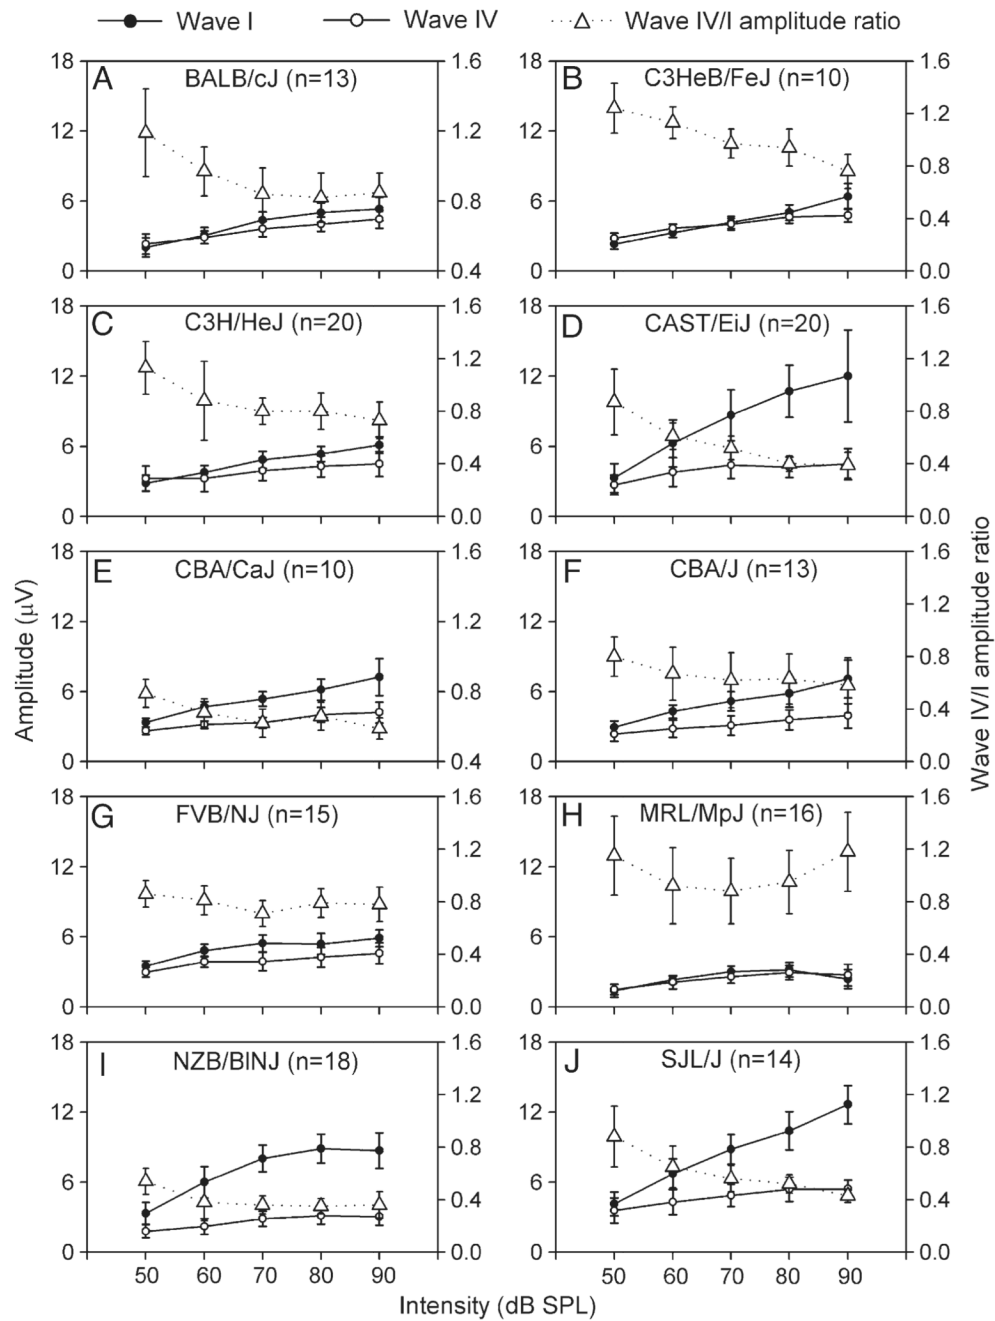 Wave I Wave IV Wave IV/I amplitude ratio
A BALB/cJ (n=13)
18 12 6 0
1.6 1.2 0.8 0.4
B C3HeB/FeJ (n=10)
18 12 6 0
1.6 1.2 0.8 0.4 0.0
C C3H/HeJ (n=20)
18 12 6 0
1.6 1.2 0.8 0.4 0.0
D CAST/EiJ (n=20)
18 12 6 0
1.6 1.2 0.8 0.4 0.0
E CBA/CaJ (n=10)
18 12 6 0
1.6 1.2 0.8 0.4
F CBA/J (n=13)
18 12 6 0
1.6 1.2 0.8 0.4 0.0
G FVB/NJ (n=15)
18 12 6 0
1.6 1.2 0.8 0.4 0.0
H MRL/MpJ (n=16)
18 12 6 0
1.6 1.2 0.8 0.4 0.0
I NZB/BlNJ (n=18)
18 12 6 0
1.6 1.2 0.8 0.4 0.0
J SJL/J (n=14)
18 12 6 0
1.6 1.2 0.8 0.4 0.0
50 60 70 80 90 50 60 70 80 90
Intensity (dB SPL)
Amplitude (μV)
Wave IV/I amplitude ratio